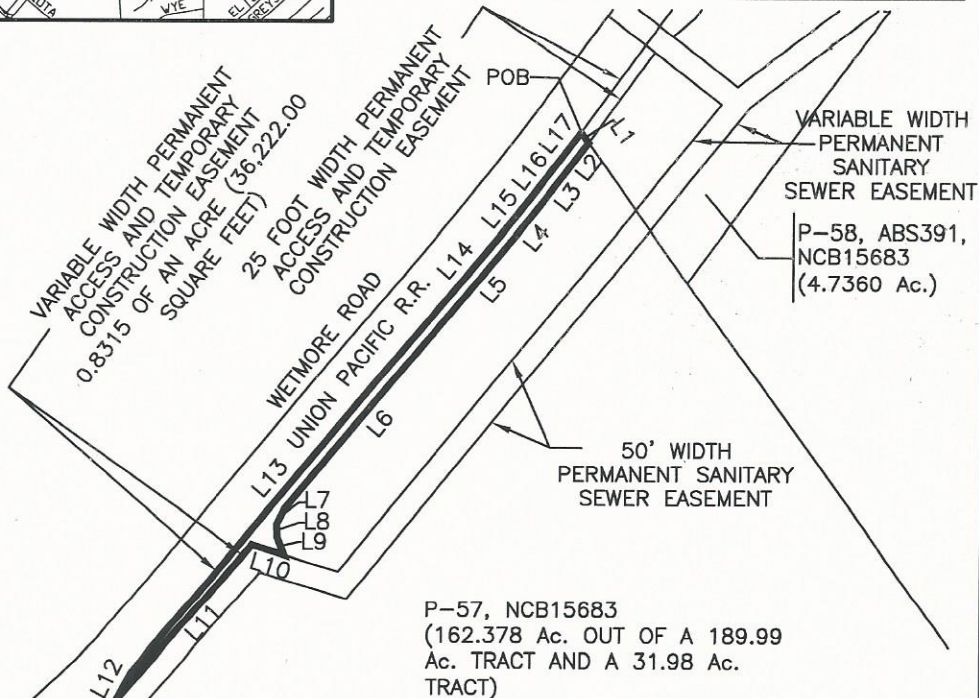 WYE
VARIABLE WIDTH PERMANENT
ACCESS AND TEMPORARY
CONSTRUCTION EASEMENT
0.8315 OF AN ACRE (36,222.00
SQUARE FEET)
25 FOOT WIDTH PERMANENT
ACCESS AND TEMPORARY
CONSTRUCTION EASEMENT
POB
L1
L2
L3
L4
L5
L6
L7
L8
L9
L10
L11
L12
L13
L14
L15
L16
L17
WETMORE ROAD
UNION PACIFIC R.R.
VARIABLE WIDTH
PERMANENT
SANITARY
SEWER EASEMENT
P-58, ABS391,
NCB15683
(4.7360 Ac.)
50' WIDTH
PERMANENT SANITARY
SEWER EASEMENT
P-57, NCB15683
(162.378 Ac. OUT OF A 189.99
Ac. TRACT AND A 31.98 Ac.
TRACT)